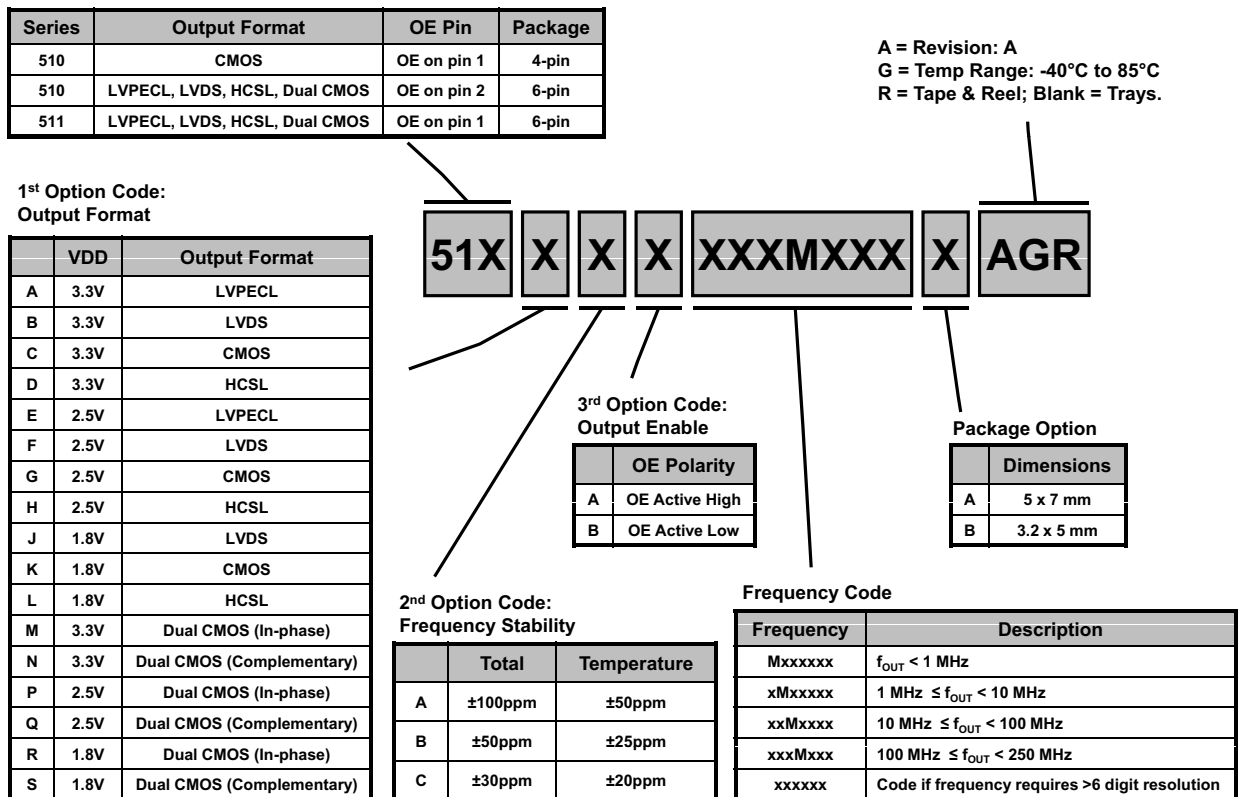 Series Output Format OE Pin Package
510 CMOS OE on pin 1 4-pin
510 LVPECL, LVDS, HCSL, Dual CMOS OE on pin 2 6-pin
511 LVPECL, LVDS, HCSL, Dual CMOS OE on pin 1 6-pin
A = Revision: A
G = Temp Range: -40°C to 85°C
R = Tape & Reel; Blank = Trays.
1st Option Code:
Output Format
VDD Output Format
A 3.3V LVPECL
B 3.3V LVDS
C 3.3V CMOS
D 3.3V HCSL
E 2.5V LVPECL
F 2.5V LVDS
G 2.5V CMOS
H 2.5V HCSL
J 1.8V LVDS
K 1.8V CMOS
L 1.8V HCSL
M 3.3V Dual CMOS (In-phase)
N 3.3V Dual CMOS (Complementary)
P 2.5V Dual CMOS (In-phase)
Q 2.5V Dual CMOS (Complementary)
R 1.8V Dual CMOS (In-phase)
S 1.8V Dual CMOS (Complementary)
51X X X X XXXMXXX X AGR
3rd Option Code:
Output Enable
OE Polarity
A OE Active High
B OE Active Low
Package Option
Dimensions
A 5 x 7 mm
B 3.2 x 5 mm
2nd Option Code:
Frequency Stability
Total Temperature
A ±100ppm ±50ppm
B ±50ppm ±25ppm
C ±30ppm ±20ppm
Frequency Code
Frequency Description
Mxxxxxx fOUT < 1 MHz
xMxxxxx 1 MHz ≤ fOUT < 10 MHz
xxMxxxx 10 MHz ≤ fOUT < 100 MHz
xxxMxxx 100 MHz ≤ fOUT < 250 MHz
xxxxxx Code if frequency requires >6 digit resolution